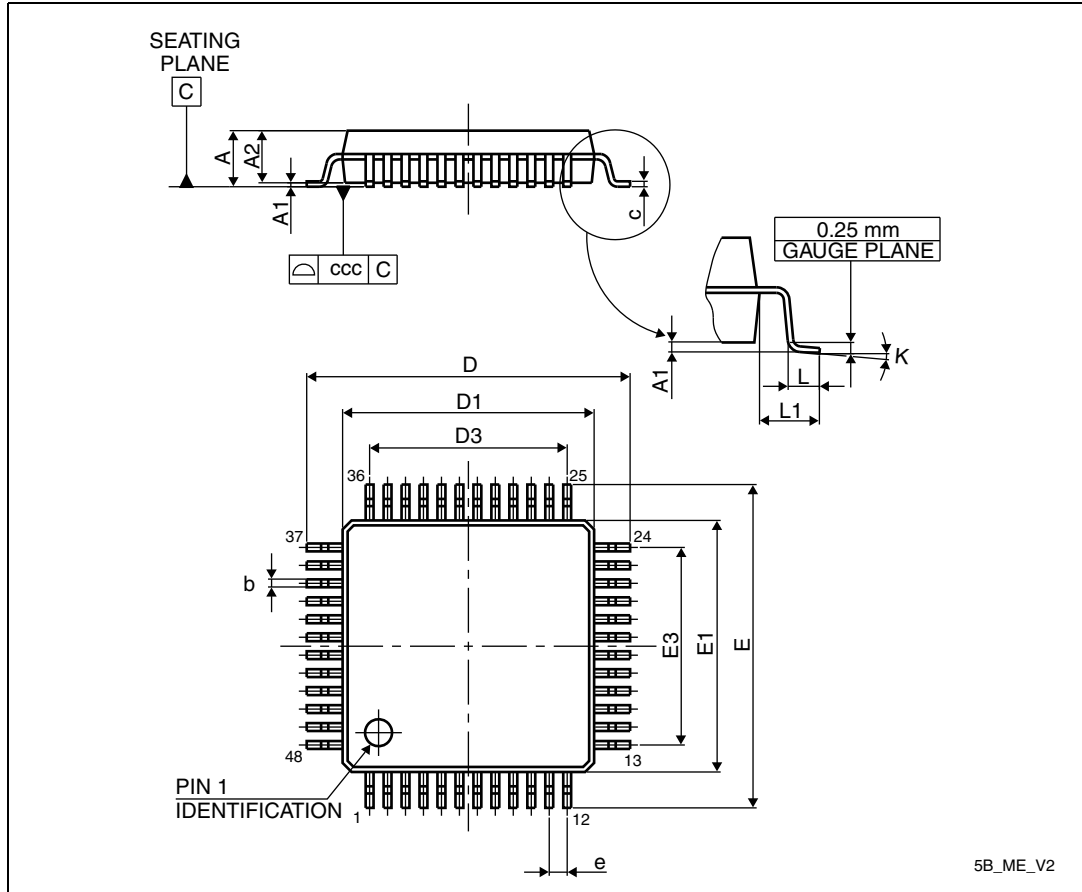 SEATING
PLANE
C
A
A2
A1
c
ccc C
0.25 mm
GAUGE PLANE
A1
K
L
L1
D
D1
D3
36
25
37
24
b
E3
E1
E
48
13
PIN 1
IDENTIFICATION
1
12
e
5B_ME_V2